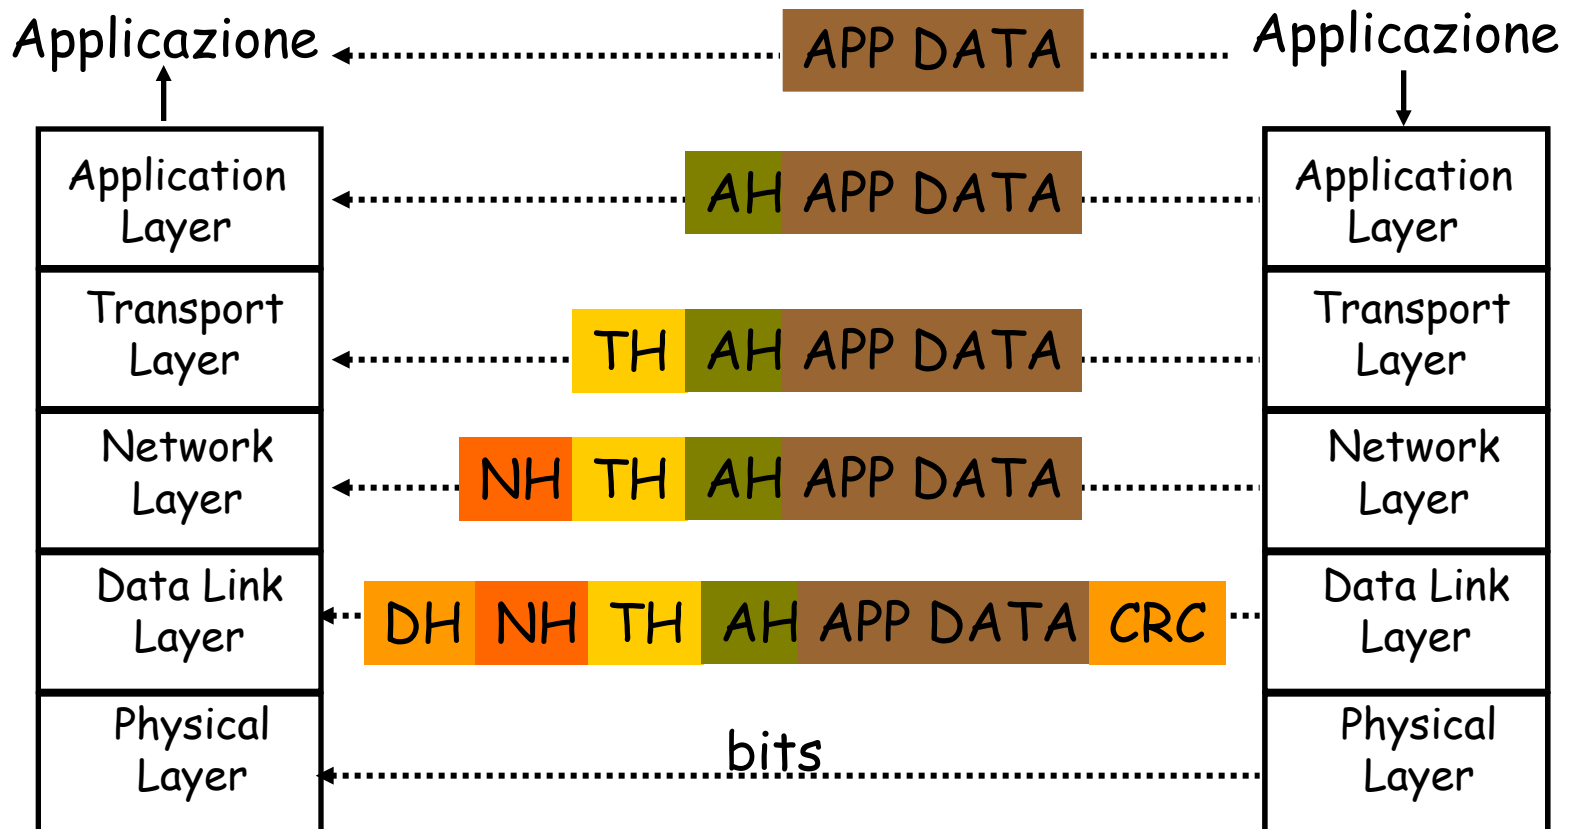 Applicazione
APP DATA
Applicazione
Application
Layer
AH APP DATA
Application
Layer
Transport
Layer
TH AH APP DATA
Transport
Layer
Network
Layer
NH TH AH APP DATA
Network
Layer
Data Link
Layer
DH NH TH AH APP DATA CRC
Data Link
Layer
Physical
Layer
bits
Physical
Layer